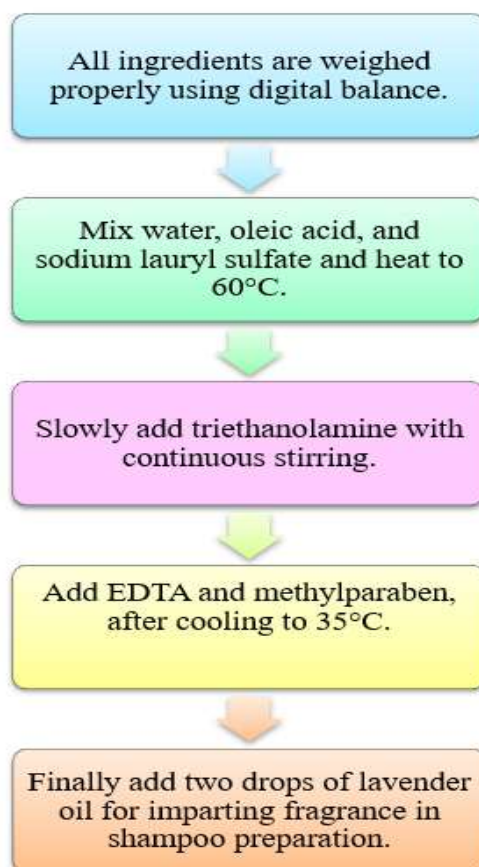 All ingredients are weighed
properly using digital balance.
Mix water, oleic acid, and
sodium lauryl sulfate and heat to
60°C.
Slowly add triethanolamine with
continuous stirring.
Add EDTA and methylparaben,
after cooling to 35°C.
Finally add two drops of lavender
oil for imparting fragrance in
shampoo preparation.